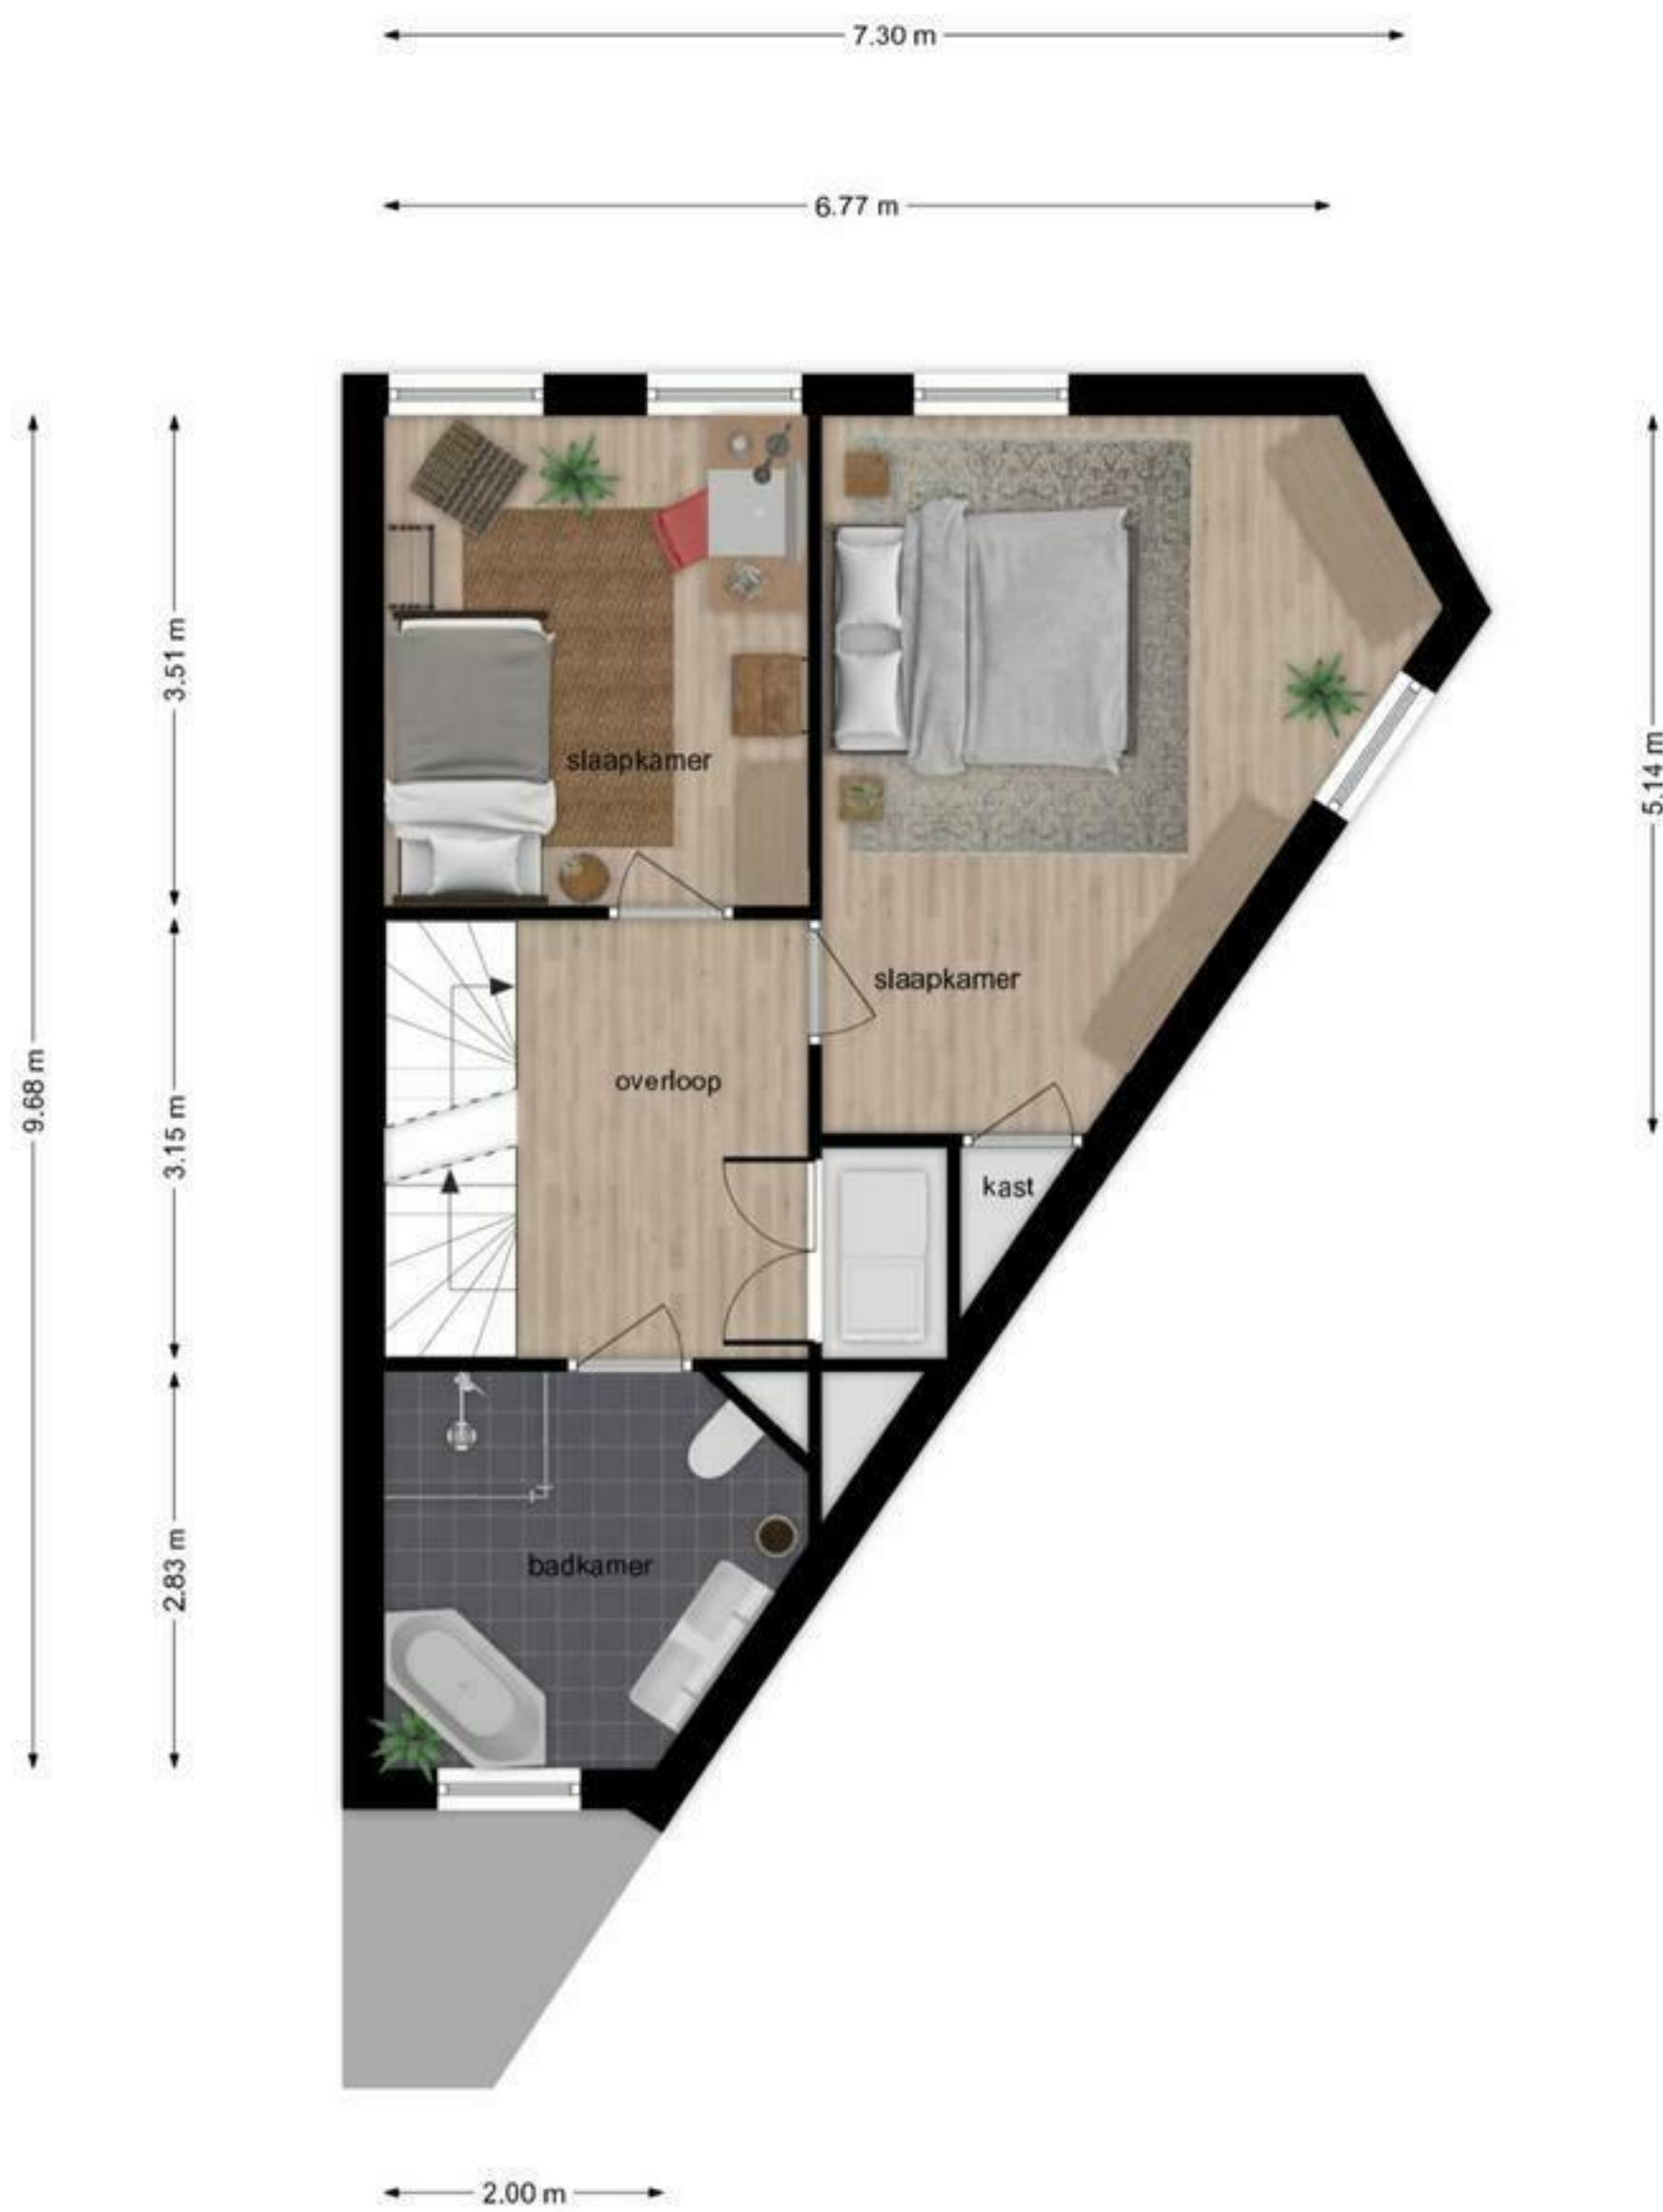 7.30 m
6.77 m
3.51 m
5.14 m
slaapkamer
slaapkamer
9.68 m
3.15 m
overloop
kast
2.83 m
badkamer
2.00 m